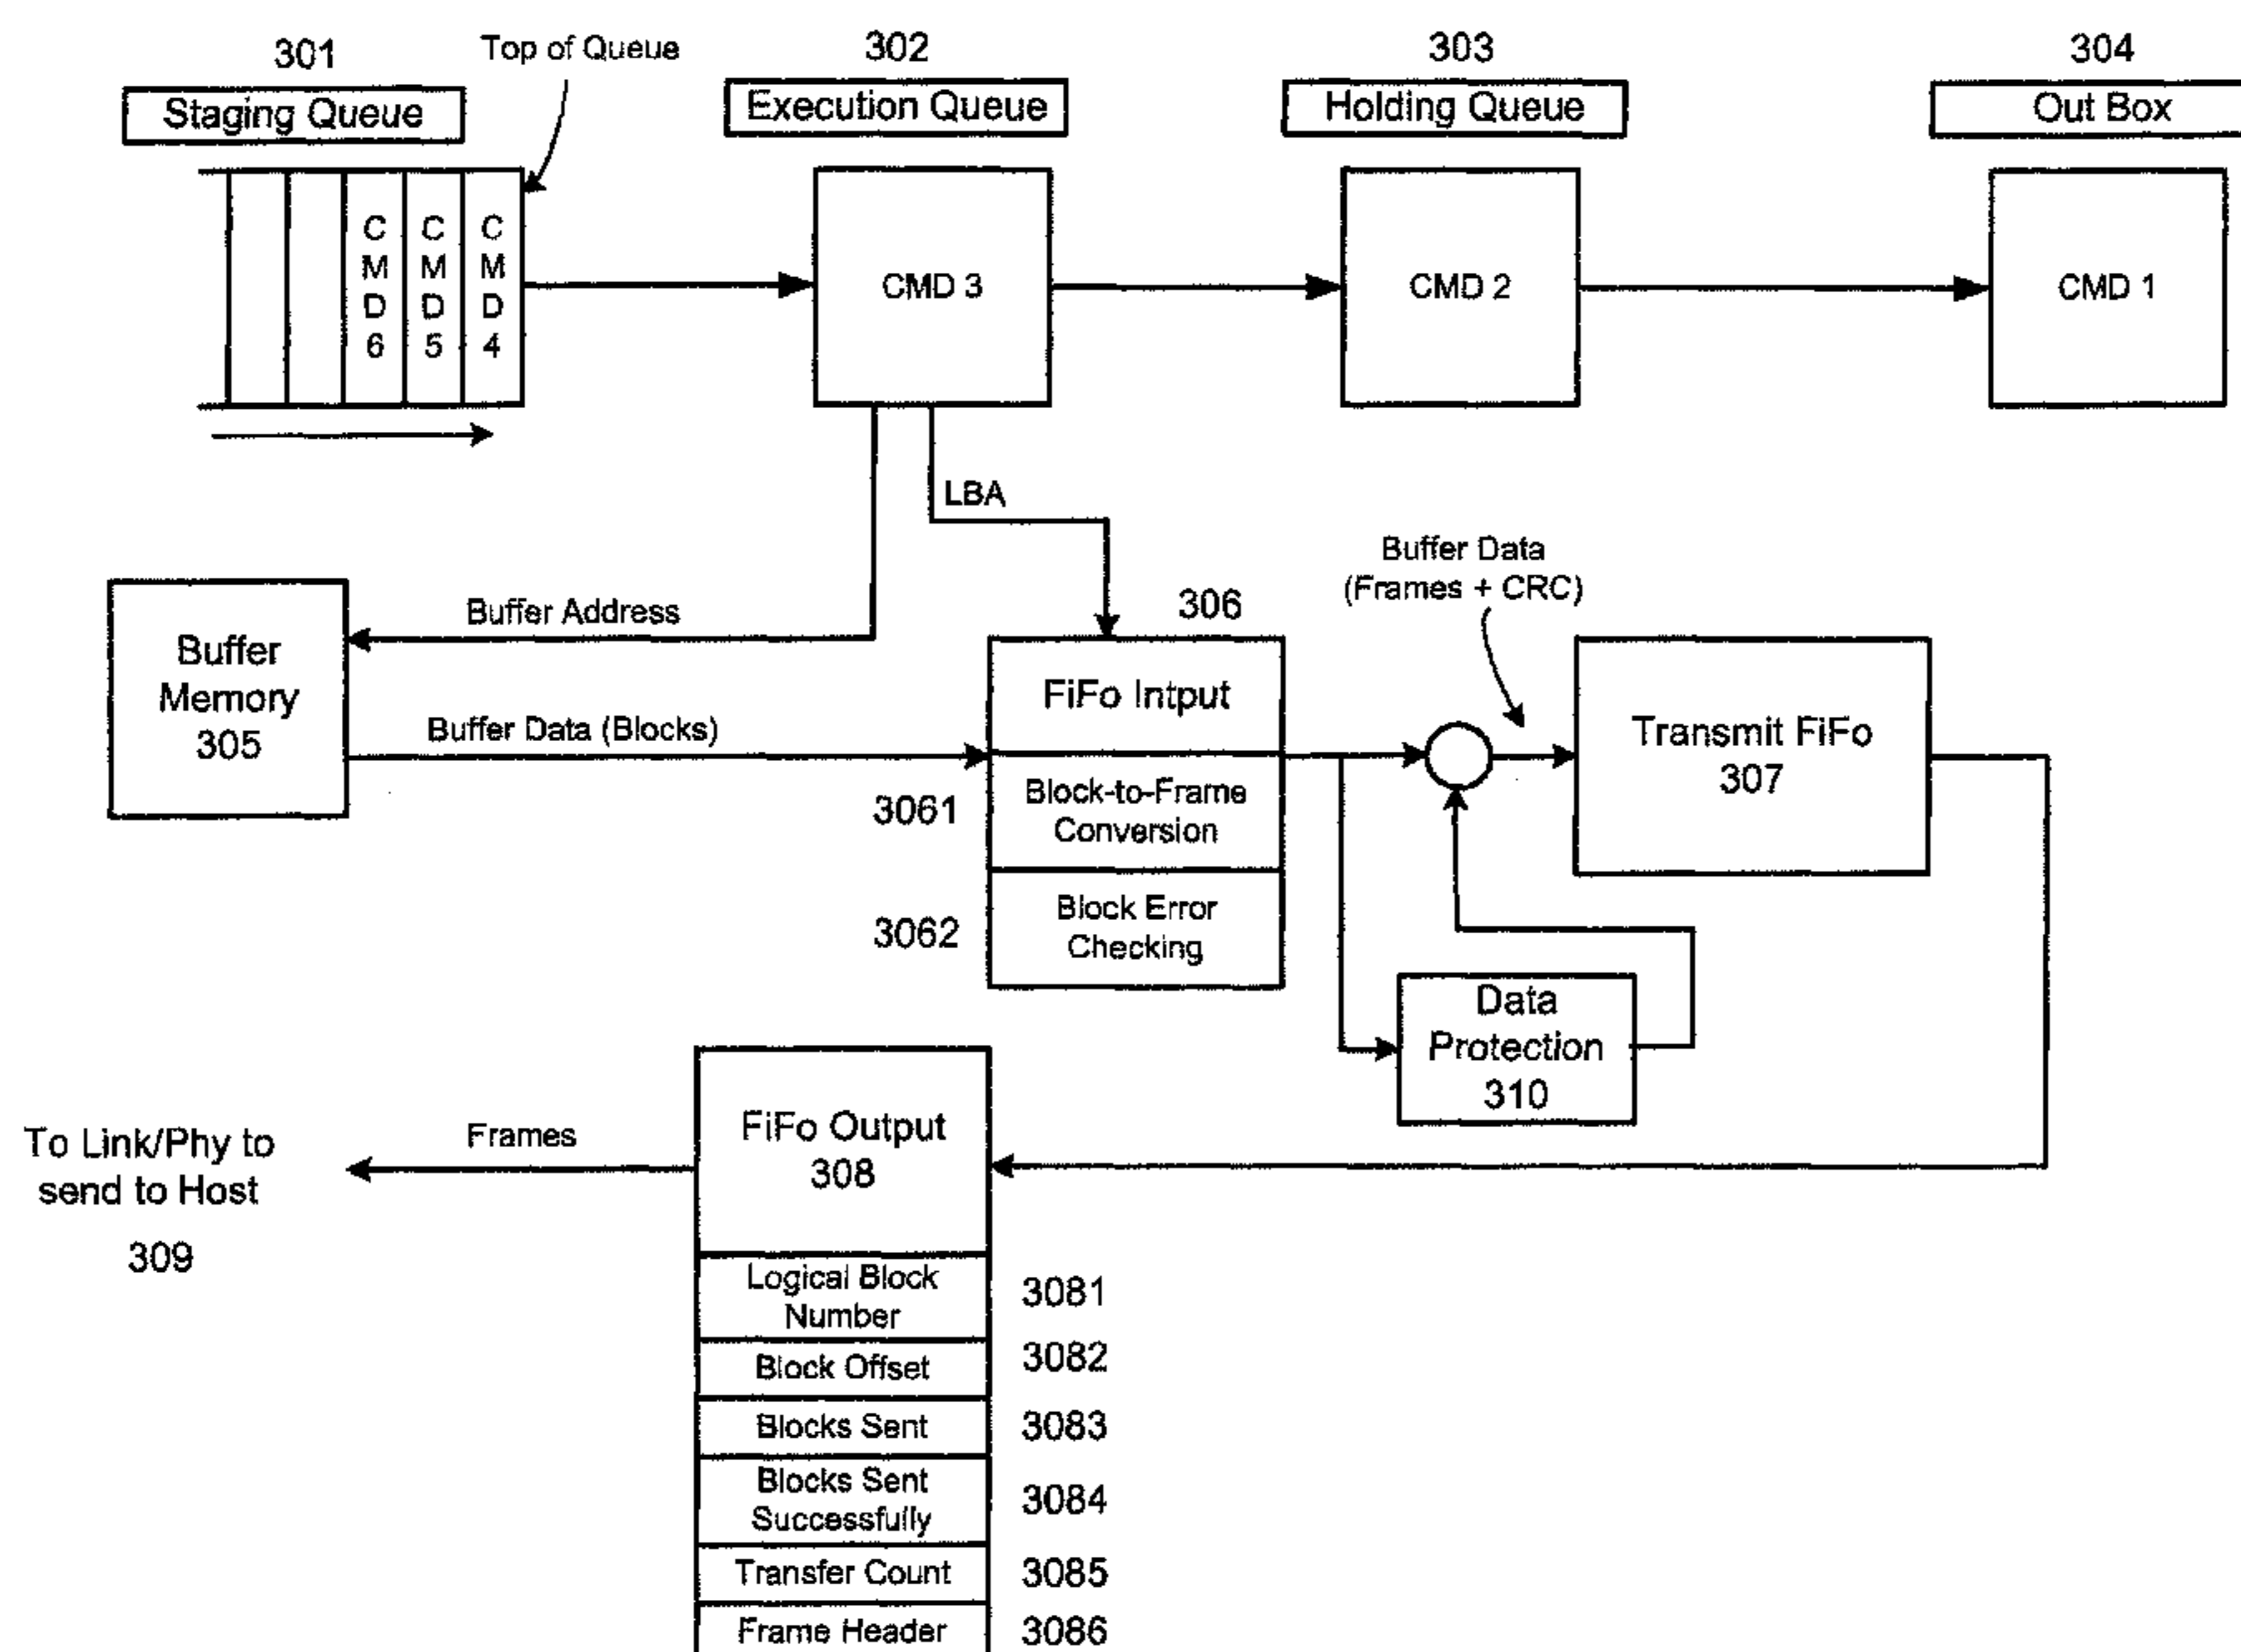 301
Top of Queue
302
303
304
Staging Queue
Execution Queue
Holding Queue
Out Box
CMD6
CMD5
CMD4
CMD 3
CMD 2
CMD 1
LBA
Buffer Data
(Frames + CRC)
Buffer Address
306
Buffer
Memory
305
Buffer Data (Blocks)
FiFo Intput
Transmit FiFo
307
3061
Block-to-Frame
Conversion
3062
Block Error
Checking
Data
Protection
310
To Link/Phy to
send to Host
309
Frames
FiFo Output
308
Logical Block
Number
3081
Block Offset
3082
Blocks Sent
3083
Blocks Sent
Successfully
3084
Transfer Count
3085
Frame Header
3086